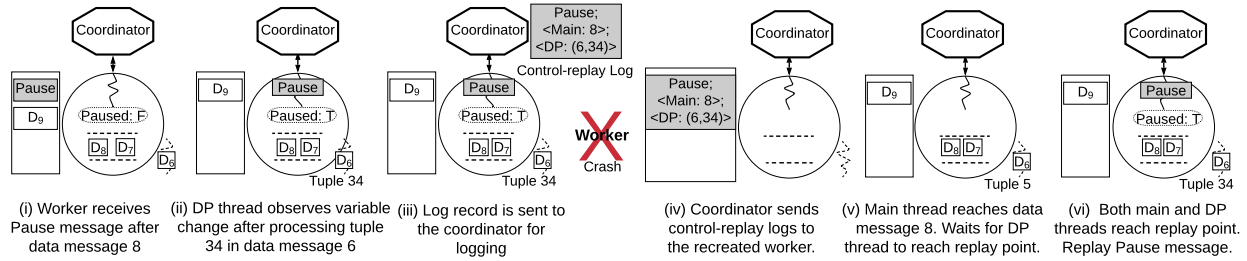 Coordinator
Pause
D9
Paused: F
D8 D7
D6
(i) Worker receives
Pause message after
data message 8
Coordinator
D9
Pause
Paused: T
D8 D7
D6
Tuple 34
(ii) DP thread observes variable
change after processing tuple
34 in data message 6
Coordinator
Pause;
<Main: 8>;
<DP: (6,34)>
Control-replay Log
D9
Pause
Paused: T
D8 D7
D6
Tuple 34
(iii) Log record is sent to
the coordinator for
logging
Worker
Crash
Coordinator
Pause;
<Main: 8>;
<DP: (6,34)>
(iv) Coordinator sends
control-replay logs to
the recreated worker.
Coordinator
D9
D8 D7
D6
Tuple 5
(v) Main thread reaches data
message 8. Waits for DP
thread to reach replay point.
Coordinator
D9
Pause
Paused: T
D8 D7
D6
Tuple 34
(vi) Both main and DP
threads reach replay point.
Replay Pause message.